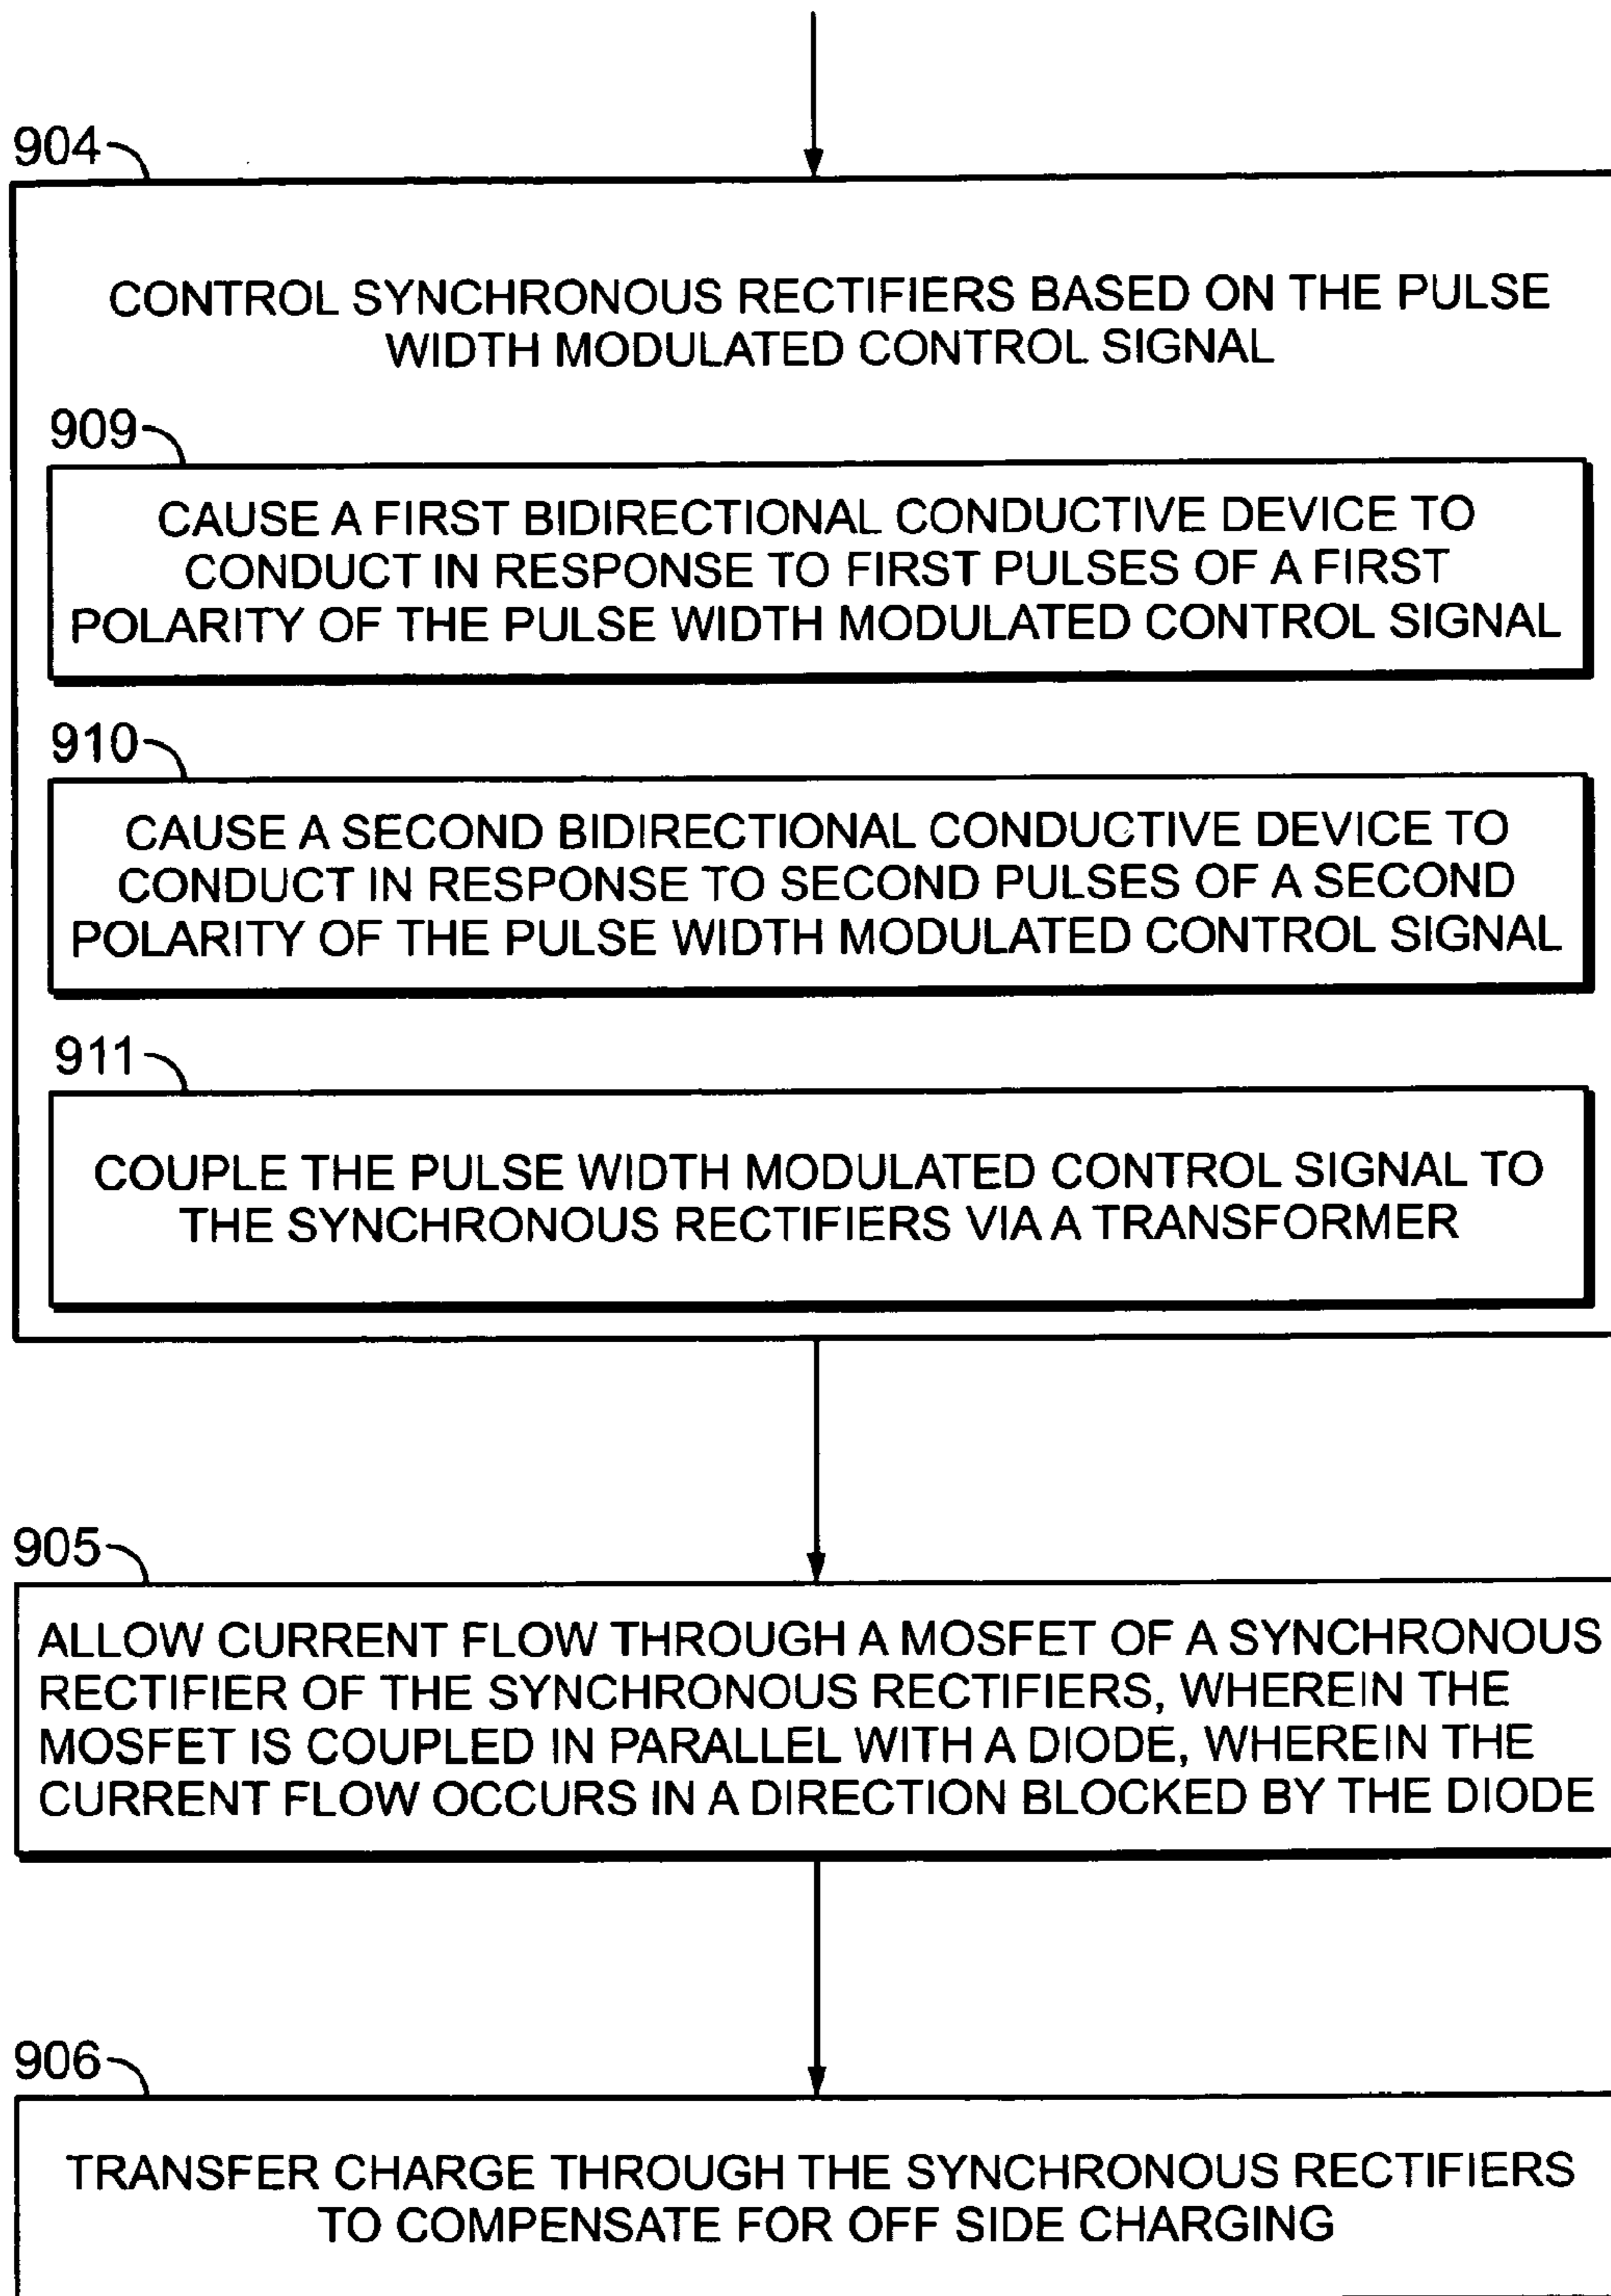 904
CONTROL SYNCHRONOUS RECTIFIERS BASED ON THE PULSE
WIDTH MODULATED CONTROL SIGNAL
909
CAUSE A FIRST BIDIRECTIONAL CONDUCTIVE DEVICE TO
CONDUCT IN RESPONSE TO FIRST PULSES OF A FIRST
POLARITY OF THE PULSE WIDTH MODULATED CONTROL SIGNAL
910
CAUSE A SECOND BIDIRECTIONAL CONDUCTIVE DEVICE TO
CONDUCT IN RESPONSE TO SECOND PULSES OF A SECOND
POLARITY OF THE PULSE WIDTH MODULATED CONTROL SIGNAL
911
COUPLE THE PULSE WIDTH MODULATED CONTROL SIGNAL TO
THE SYNCHRONOUS RECTIFIERS VIA A TRANSFORMER
905
ALLOW CURRENT FLOW THROUGH A MOSFET OF A SYNCHRONOUS
RECTIFIER OF THE SYNCHRONOUS RECTIFIERS, WHEREIN THE
MOSFET IS COUPLED IN PARALLEL WITH A DIODE, WHEREIN THE
CURRENT FLOW OCCURS IN A DIRECTION BLOCKED BY THE DIODE
906
TRANSFER CHARGE THROUGH THE SYNCHRONOUS RECTIFIERS
TO COMPENSATE FOR OFF SIDE CHARGING